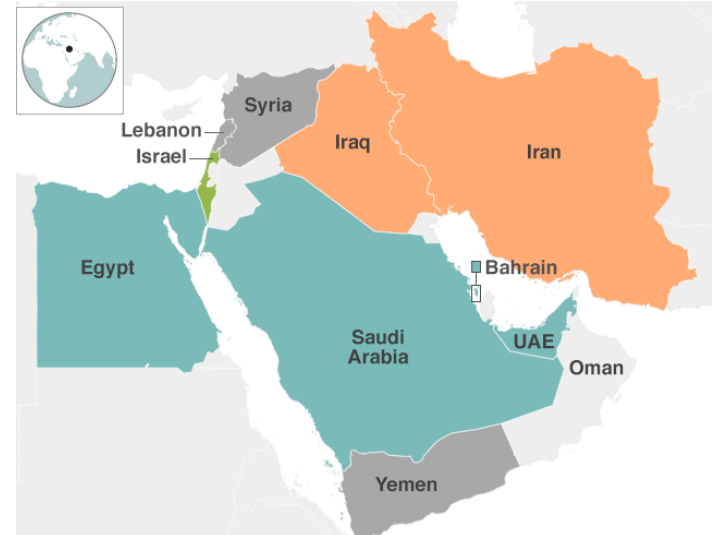 Syria
Lebanon
Israel
Iraq
Iran
Egypt
Bahrain
Saudi
Arabia
UAE
Oman
Yemen